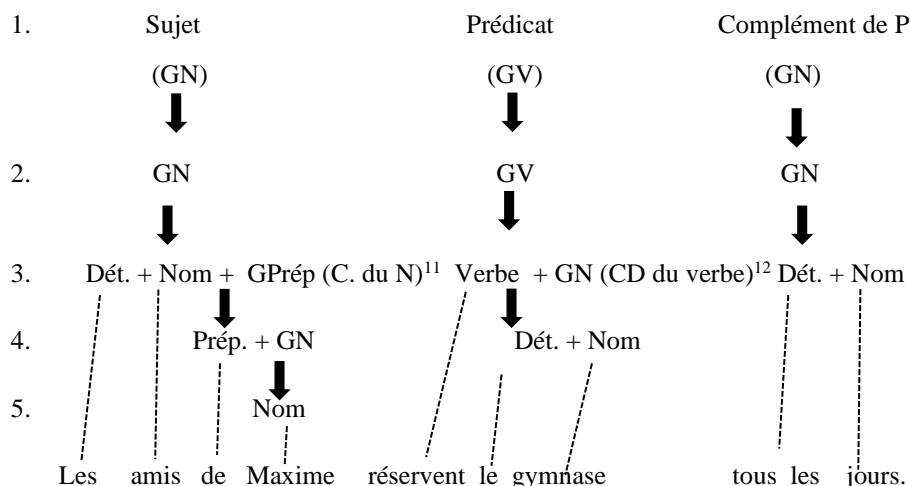 1. Sujet Prédicat Complément de P
(GN) (GV) (GN)
2. GN GV GN
3. Dét. + Nom + GPrép (C. du N)11 Verbe + GN (CD du verbe)12 Dét. + Nom
4. Prép. + GN Dét. + Nom
5. Nom
Les amis de Maxime réservent le gymnase tous les jours.